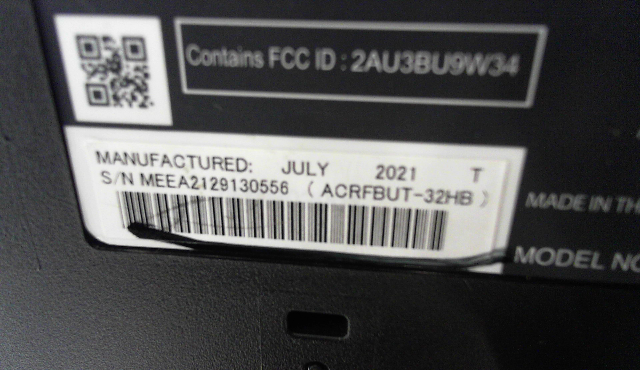 Contains FCC ID : 2AU3BU9W34
MANUFACTURED: JULY 2021 T
S/N MEEA2129130556 ( ACRFBUT-32HB )
MADE IN TH
MODEL NO